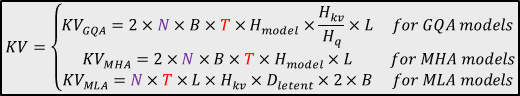 KV = { KV_GQA = 2 × N × B × T × H_model × H_kv / H_q × L for GQA models
KV_MHA = 2 × N × B × T × H_model × L for MHA models
KV_MLA = N × T × L × H_kv × D_letent × 2 × B for MLA models